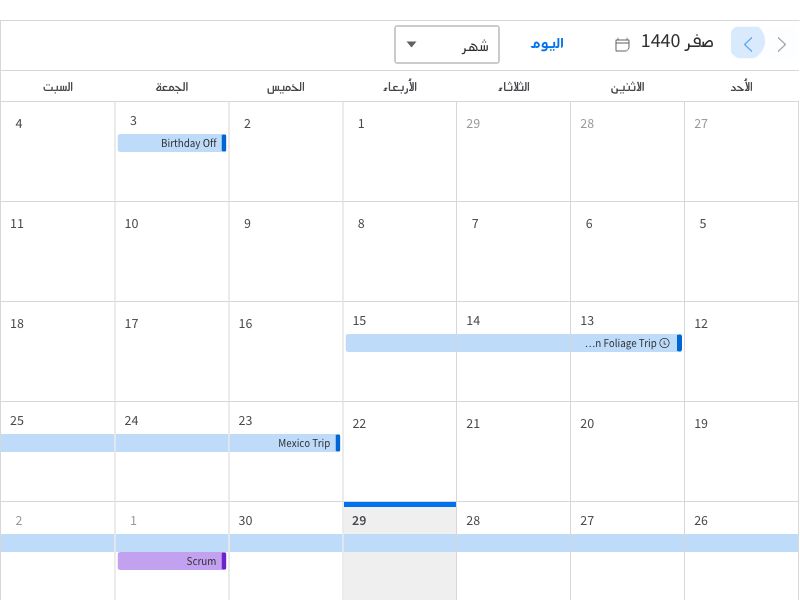 صفر 1440 اليوم شهر
الأحد الاثنين الثلاثاء الأربعاء الخميس الجمعة السبت
27 28 29 1 2 3 4
Birthday Off
5 6 7 8 9 10 11
12 13 14 15 16 17 18
...n Foliage Trip
19 20 21 22 23 24 25
Mexico Trip
26 27 28 29 30 1 2
Scrum